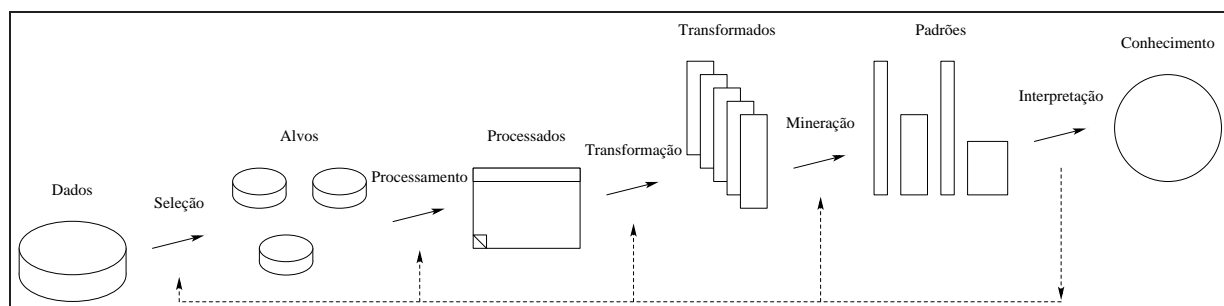 Dados
Seleção
Alvos
Processamento
Processados
Transformação
Transformados
Mineração
Padrões
Interpretação
Conhecimento